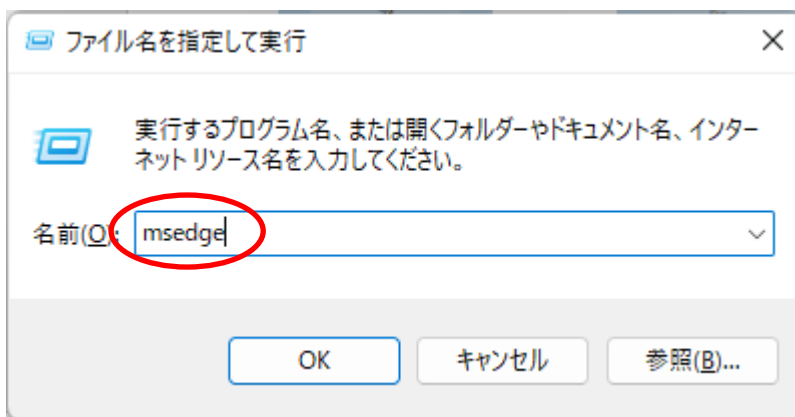 ファイル名を指定して実行
実行するプログラム名、または開くフォルダーやドキュメント名、インター
ネット リソース名を入力してください。
名前(O): msedge
OK キャンセル 参照(B)...